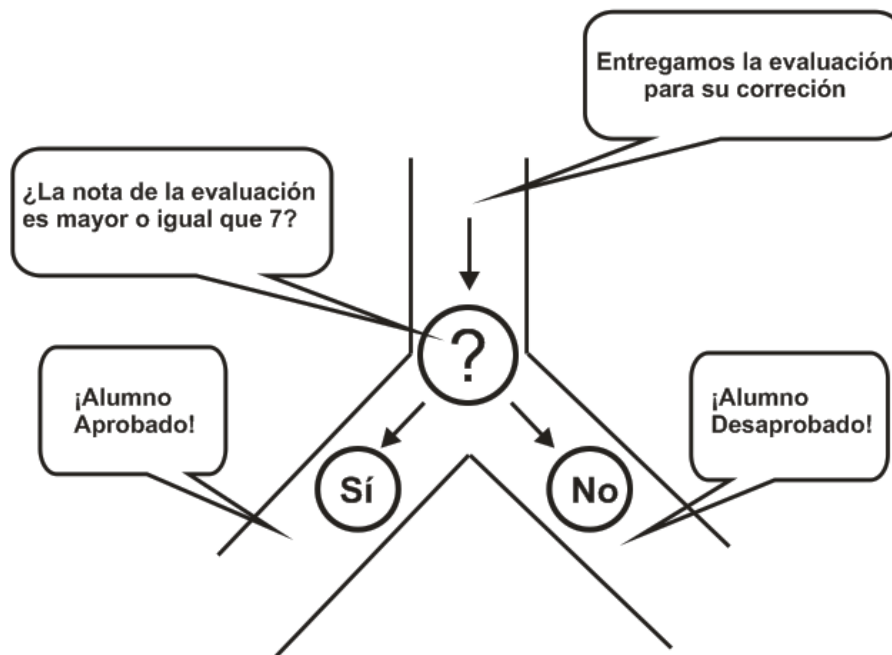 Entregamos la evaluación
para su correción
¿La nota de la evaluación
es mayor o igual que 7?
?
¡Alumno
Aprobado!
¡Alumno
Desaprobado!
Sí
No